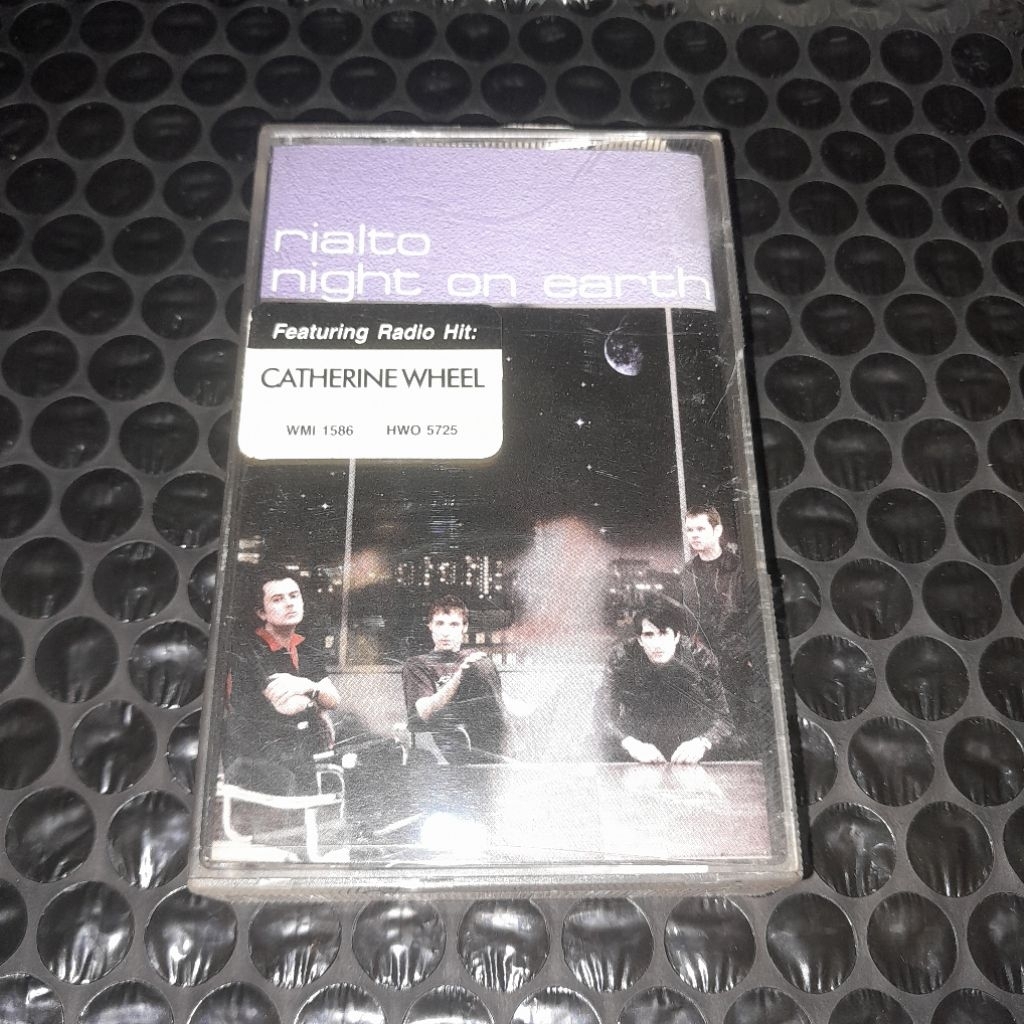 rialto
night on earth
Featuring Radio Hit:
CATHERINE WHEEL
WMI 1586 HWO 5725